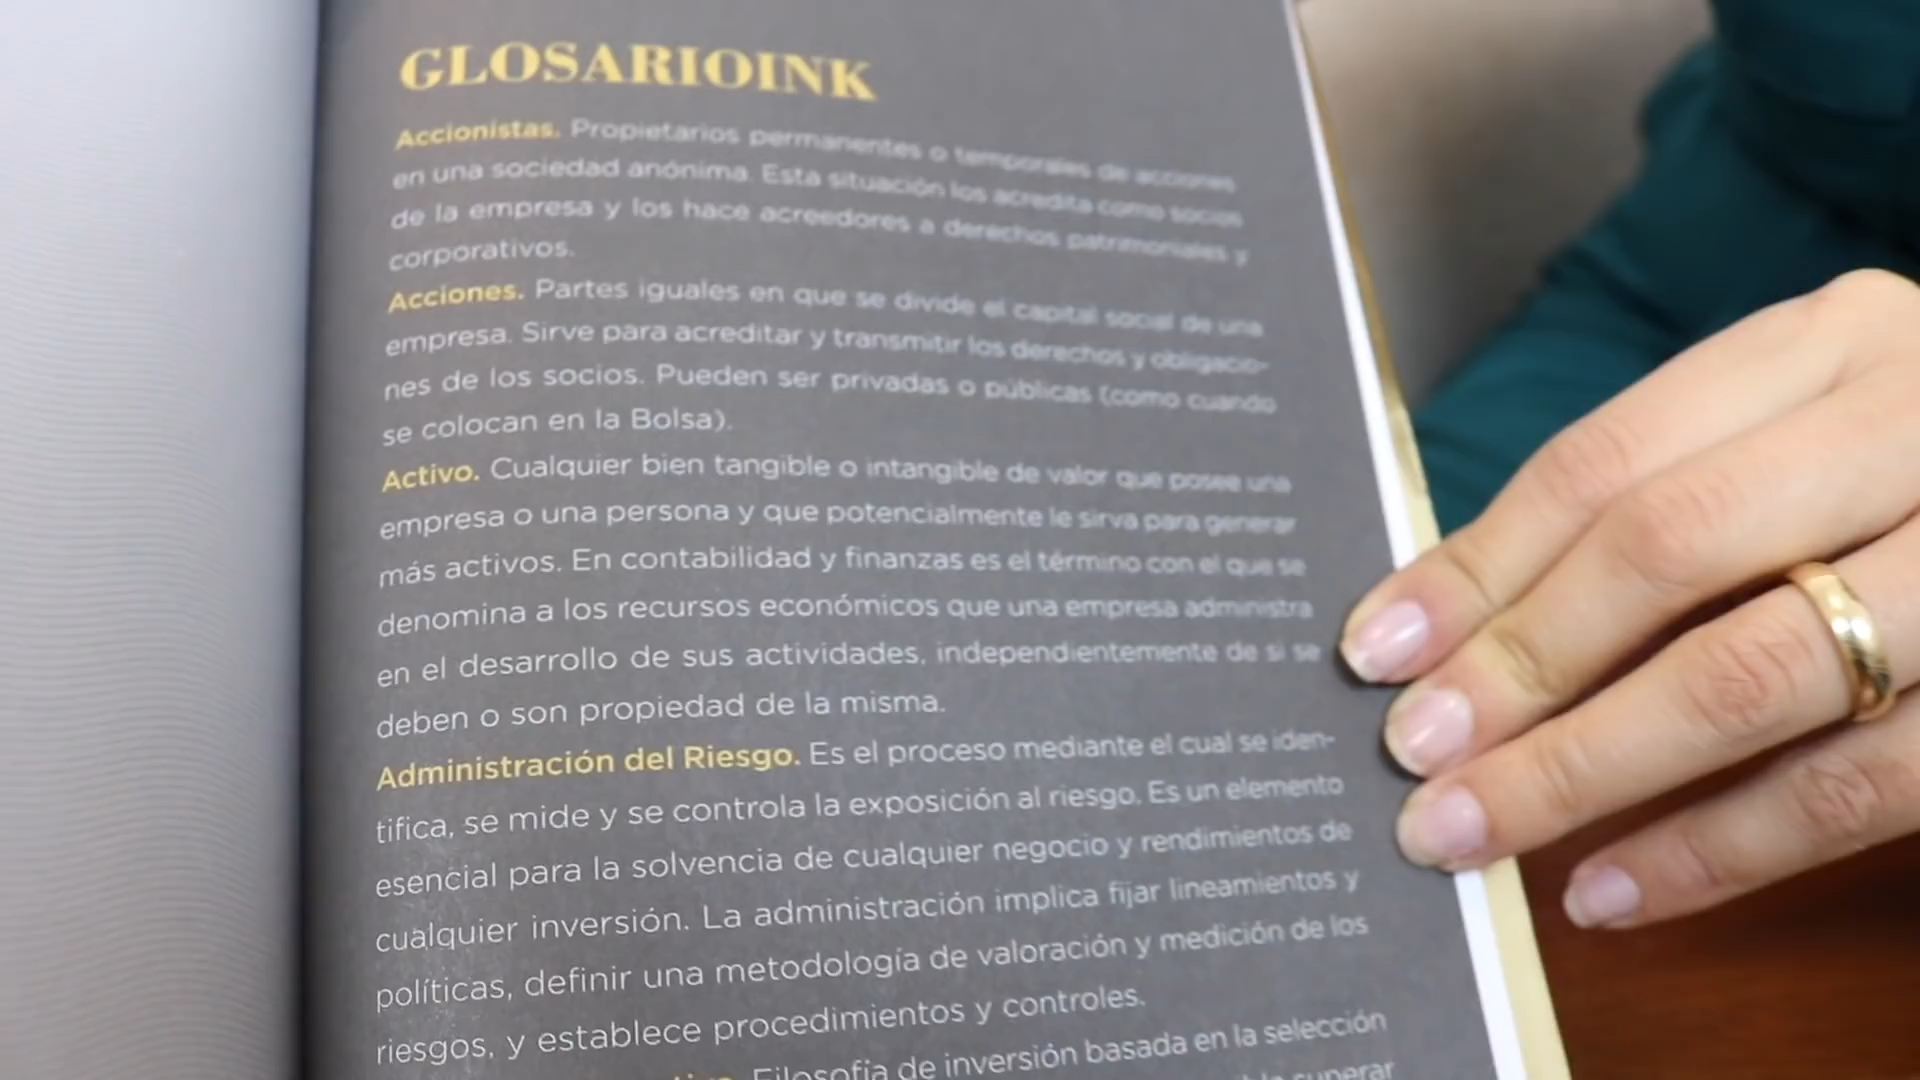 GLOSARIOINK
Accionistas. Propietarios permanentes o temporales de acciones
en una sociedad anónima. Esta situación los acredita como socios
de la empresa y los hace acreedores a derechos patrimoniales y
corporativos.
Acciones. Partes iguales en que se divide el capital social de una
empresa. Sirve para acreditar y transmitir los derechos y obligacio-
nes de los socios. Pueden ser privadas o públicas (como cuando
se colocan en la Bolsa).
Activo. Cualquier bien tangible o intangible de valor que posee una
empresa o una persona y que potencialmente le sirva para generar
más activos. En contabilidad y finanzas es el término con el que se
denomina a los recursos económicos que una empresa administra
en el desarrollo de sus actividades, independientemente de si se
deben o son propiedad de la misma.
Administración del Riesgo. Es el proceso mediante el cual se iden-
tifica, se mide y se controla la exposición al riesgo. Es un elemento
esencial para la solvencia de cualquier negocio y rendimientos de
cualquier inversión. La administración implica fijar lineamientos y
políticas, definir una metodología de valoración y medición de los
riesgos, y establece procedimientos y controles.
Filosofía de inversión basada en la selección
superar